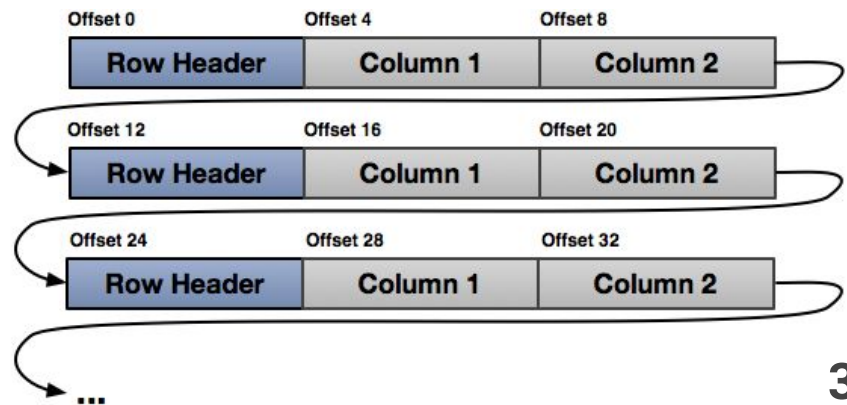 Offset 0 Offset 4 Offset 8
Row Header Column 1 Column 2
Offset 12 Offset 16 Offset 20
Row Header Column 1 Column 2
Offset 24 Offset 28 Offset 32
Row Header Column 1 Column 2
...
3